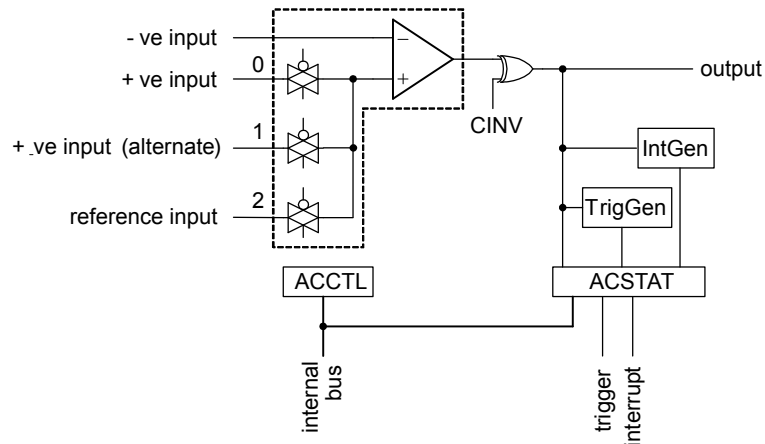 - ve input
−
0
+ ve input
+
output
CINV
1
+ ve input (alternate)
IntGen
2
reference input
TrigGen
ACCTL
ACSTAT
internal
bus
trigger
interrupt